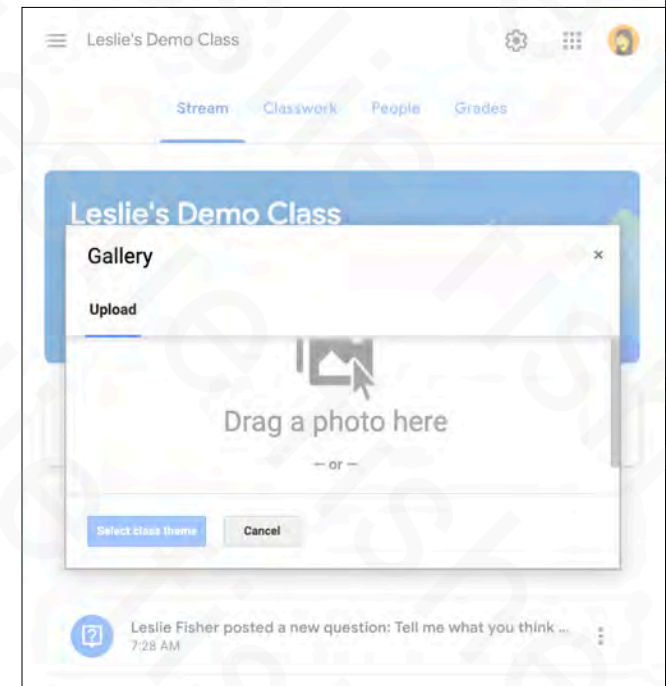 Leslie's Demo Class
Stream Classwork People Grades
Leslie's Demo Class
Gallery
×
Upload
Drag a photo here
— or —
Select class theme Cancel
Leslie Fisher posted a new question: Tell me what you think ...
7:28 AM